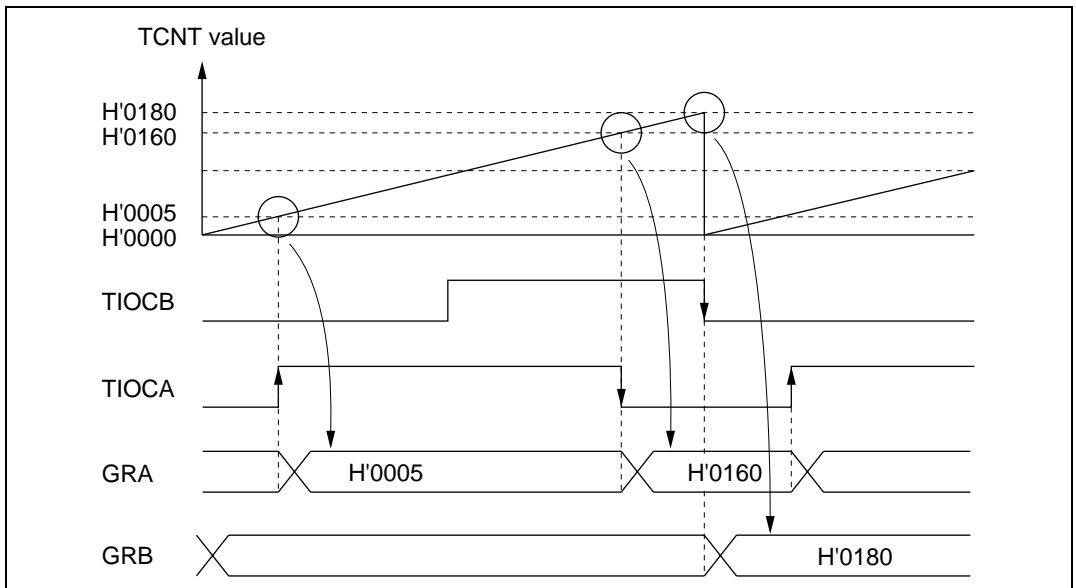 TCNT value
H'0180
H'0160
H'0005
H'0000
TIOCB
TIOCA
GRA
H'0005
H'0160
GRB
H'0180